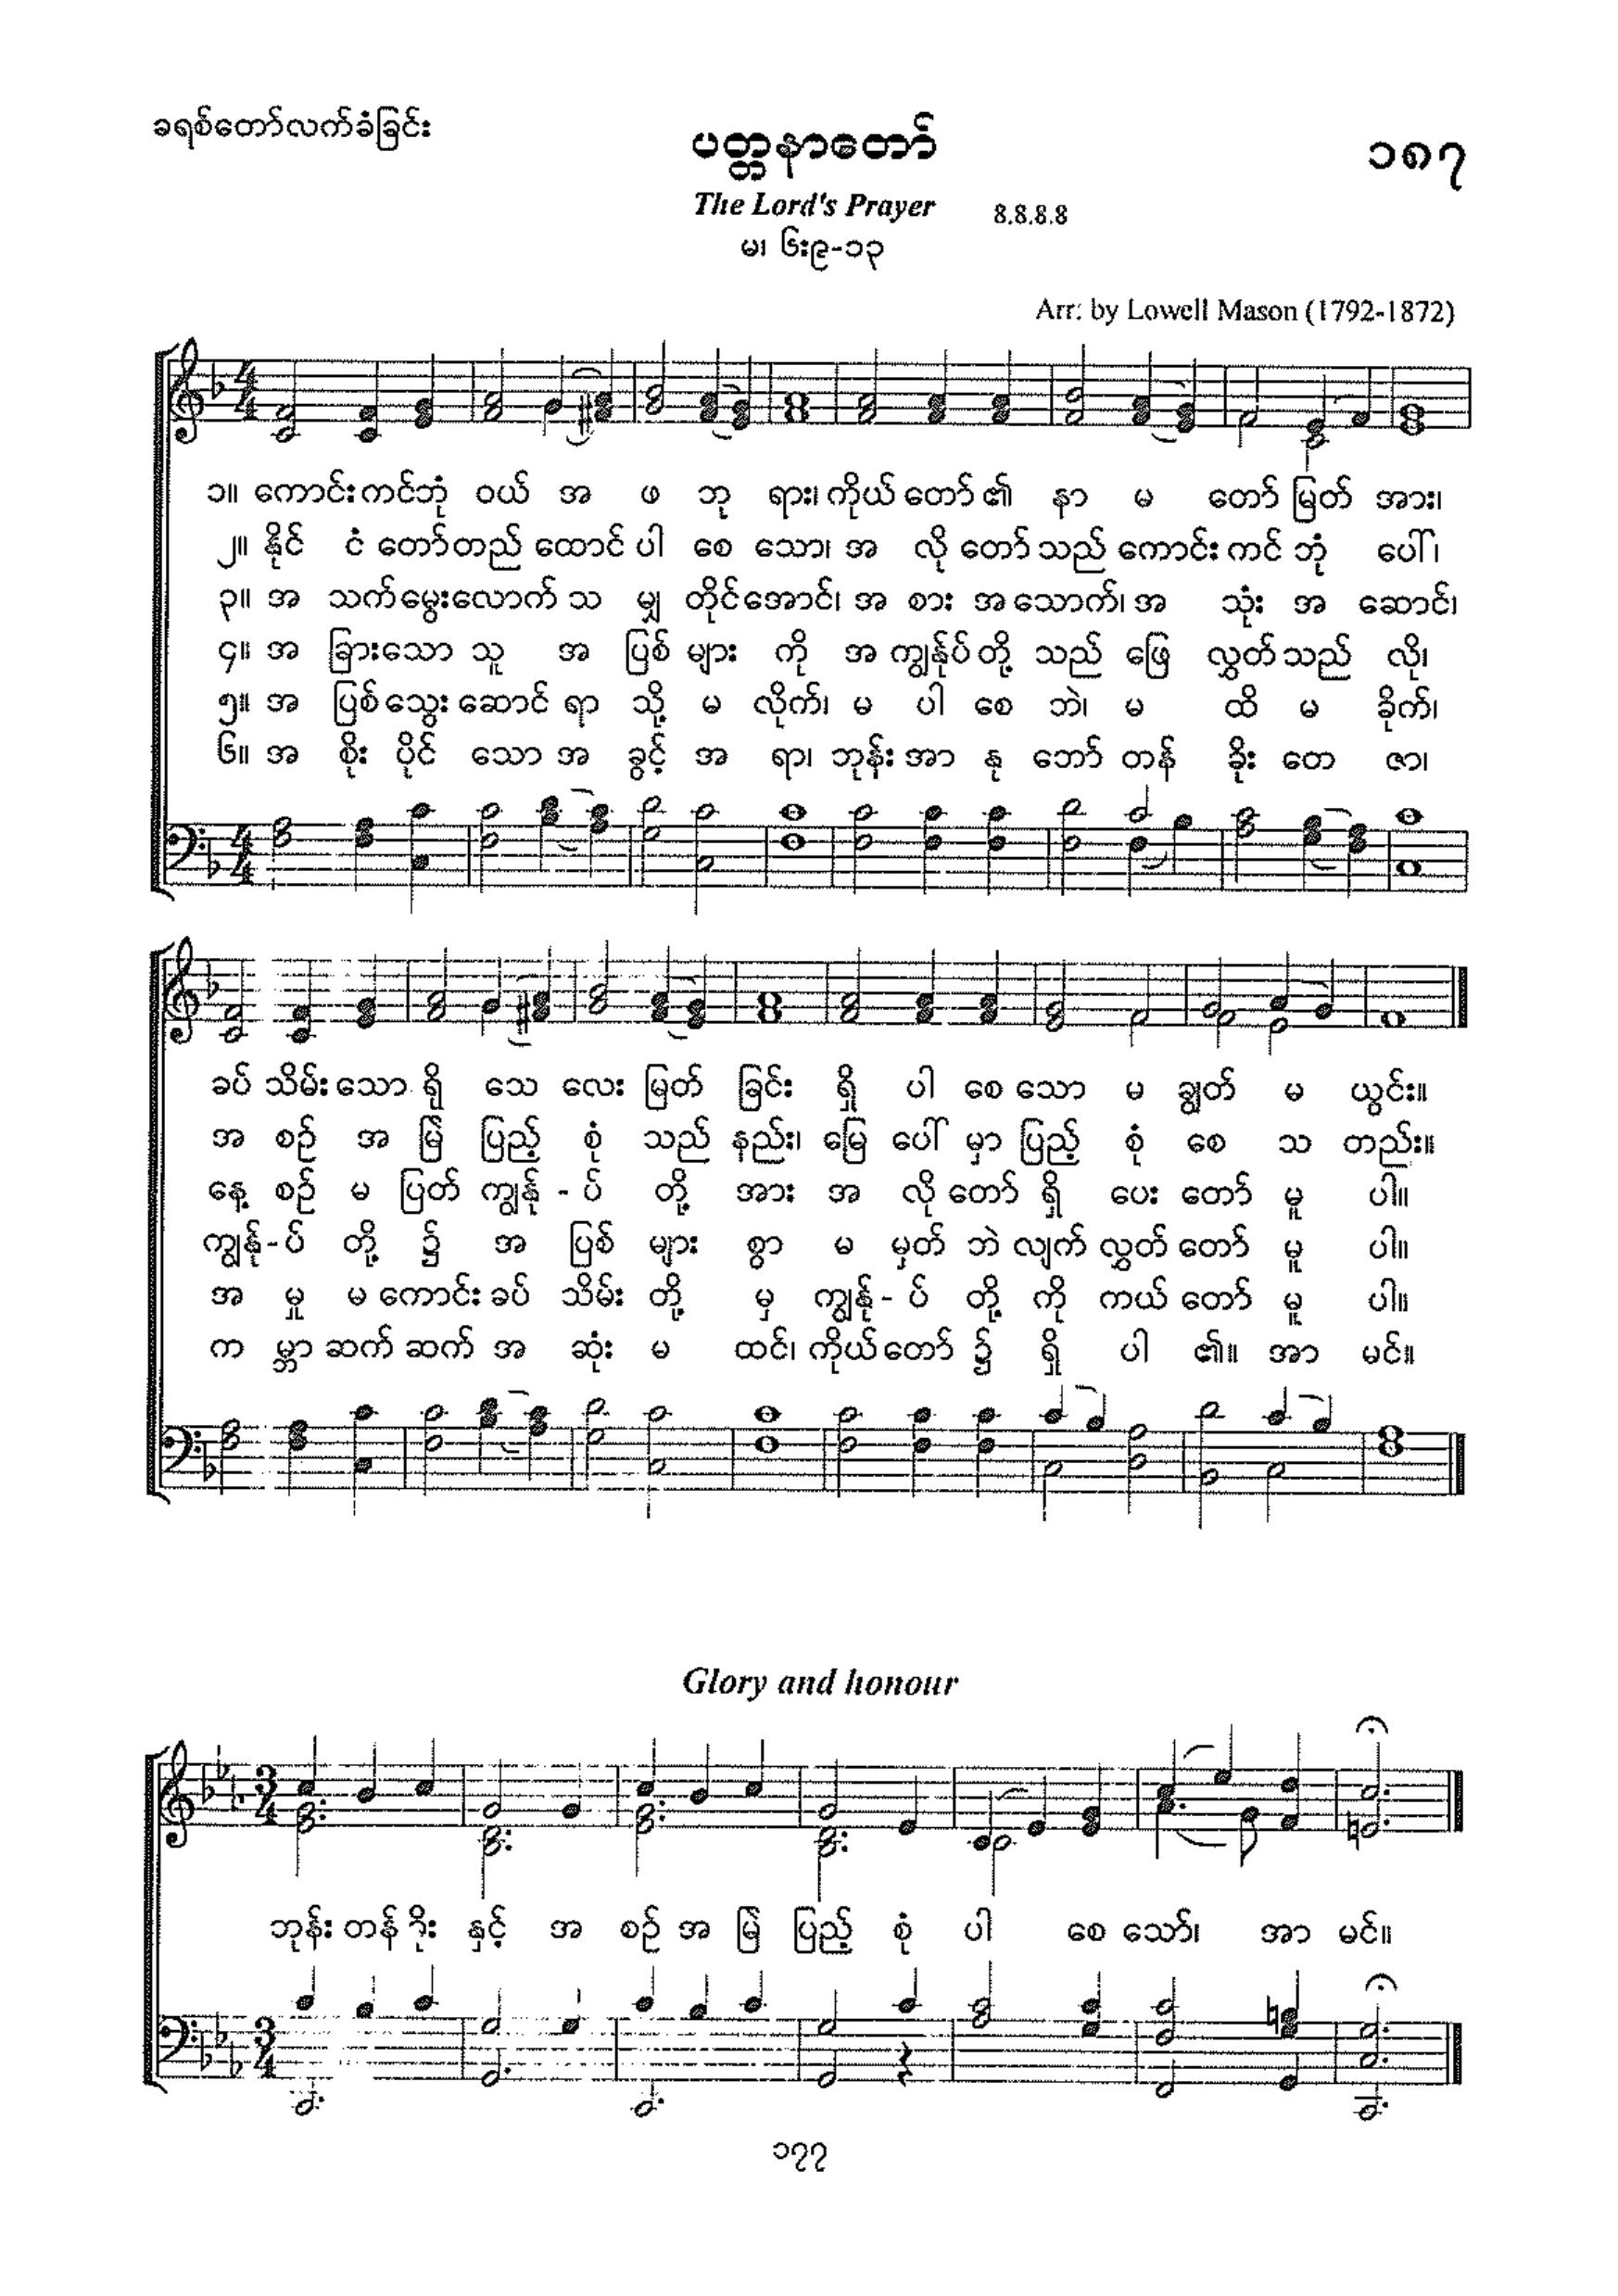 ခရစ်တော်လက်ခံခြင်း
ပတ္ထနာတော်
၁၈၇
The Lord's Prayer 8.8.8.8
မ၊ ၆း၉-၁၃
Arr: by Lowell Mason (1792-1872)
၁။ ကောင်း ကင်ဘုံ ဝယ် အ ဖ ဘု ရား၊ ကိုယ် တော် ၏ နာ မ တော် မြတ် အား၊
၂။ နိုင် ငံ တော်တည် ထောင် ပါ စေ သော၊ အ လို တော် သည် ကောင်း ကင် ဘုံ ပေါ်၊
၃။ အ သက်မွေးလောက် သ မျှ တိုင်အောင်၊ အ စား အ သောက်၊ အ သုံး အ ဆောင်၊
၄။ အ ခြားသော သူ အ ပြစ် များ ကို အ ကျွန်ုပ် တို့ သည် ဖြေ လွှတ် သည် လို၊
၅။ အ ပြစ် သွေး ဆောင် ရာ သို့ မ လိုက်၊ မ ပါ စေ ဘဲ၊ မ ထိ မ ခိုက်၊
၆။ အ စိုး ပိုင် သော အ ခွင့် အ ရာ၊ ဘုန်း အာ နု ဘော် တန် ခိုး တေ ဇာ၊
ခပ် သိမ်း သော ရှိ သေ လေး မြတ် ခြင်း ရှိ ပါ စေ သော မ ချွတ် မ ယွင်း။
အ စဉ် အ မြဲ ပြည့် စုံ သည် နည်း၊ မြေ ပေါ် မှာ ပြည့် စုံ စေ သ တည်း။
နေ့ စဉ် မ ပြတ် ကျွန်ု - ပ် တို့ အား အ လို တော် ရှိ ပေး တော် မူ ပါ။
ကျွန်ု-ပ် တို့ ၌ အ ပြစ် များ စွာ မ မှတ် ဘဲ လျက် လွှတ် တော် မူ ပါ။
အ မှု မ ကောင်း ခပ် သိမ်း တို့ မှ ကျွန်ု- ပ် တို့ ကို ကယ် တော် မူ ပါ။
က မ္ဘာ ဆက် ဆက် အ ဆုံး မ ထင်၊ ကိုယ် တော် ၌ ရှိ ပါ ၏။ အာ မင်။
Glory and honour
ဘုန်း တန် ခိုး နှင့် အ စဉ် အ မြဲ ပြည့် စုံ ပါ စေ သော်၊ အာ မင်။
၁၇၇